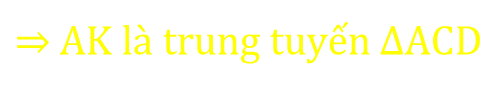 ⇒ AK là trung tuyến ΔACD